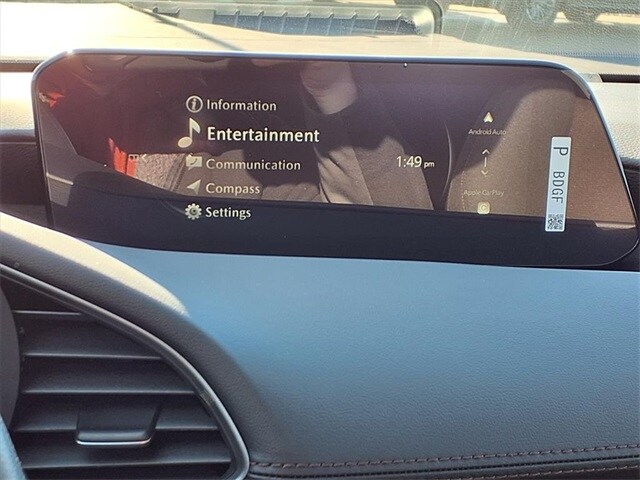 Information
Entertainment
Communication
Compass
Settings
1:49 pm
Android Auto
Apple CarPlay
P BDGF